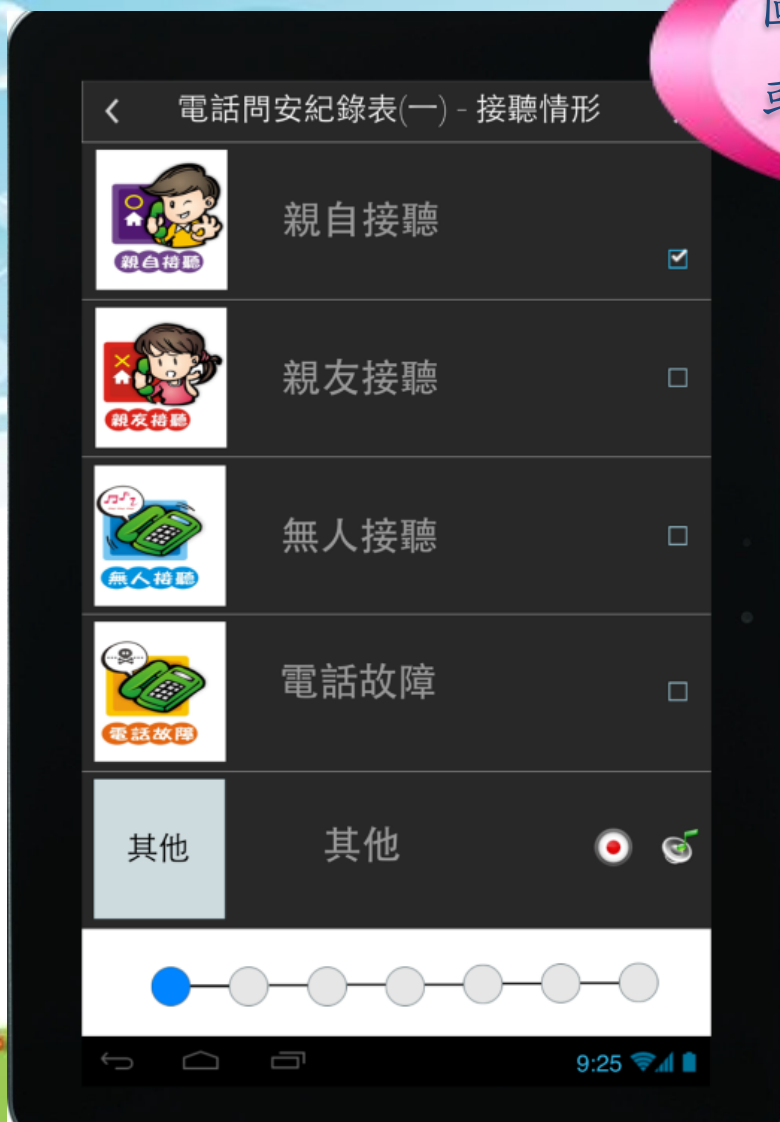 電話問安紀錄表(一) - 接聽情形
親自接聽
親自接聽
親友接聽
親友接聽
無人接聽
無人接聽
電話故障
電話故障
其他
其他
9:25